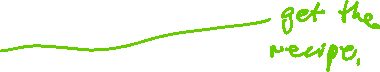 get the
recipe.